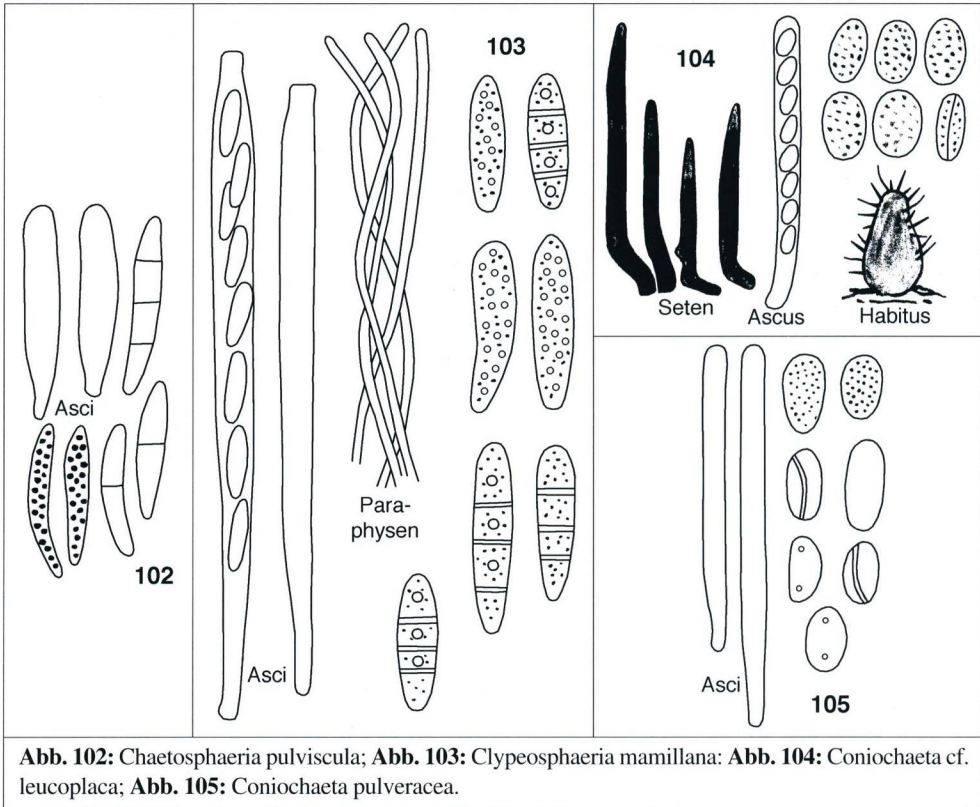 Asci
102
103
Para-
physen
Asci
104
Seten
Ascus
Habitus
Asci
105
Abb. 102: Chaetosphaeria pulviscula; Abb. 103: Clypeosphaeria mamillana: Abb. 104: Coniochaeta cf.
leucoplaca; Abb. 105: Coniochaeta pulveracea.